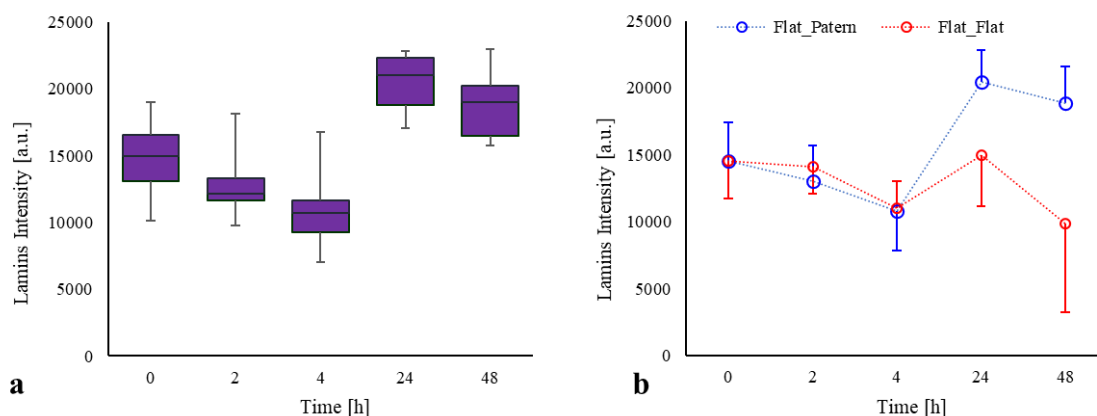 25000
20000
15000
10000
5000
0
Lamins Intensity [a.u.]
0 2 4 24 48
Time [h]
a
Flat_Patern Flat_Flat
25000
20000
15000
10000
5000
0
Lamins Intensity [a.u.]
0 2 4 24 48
Time [h]
b